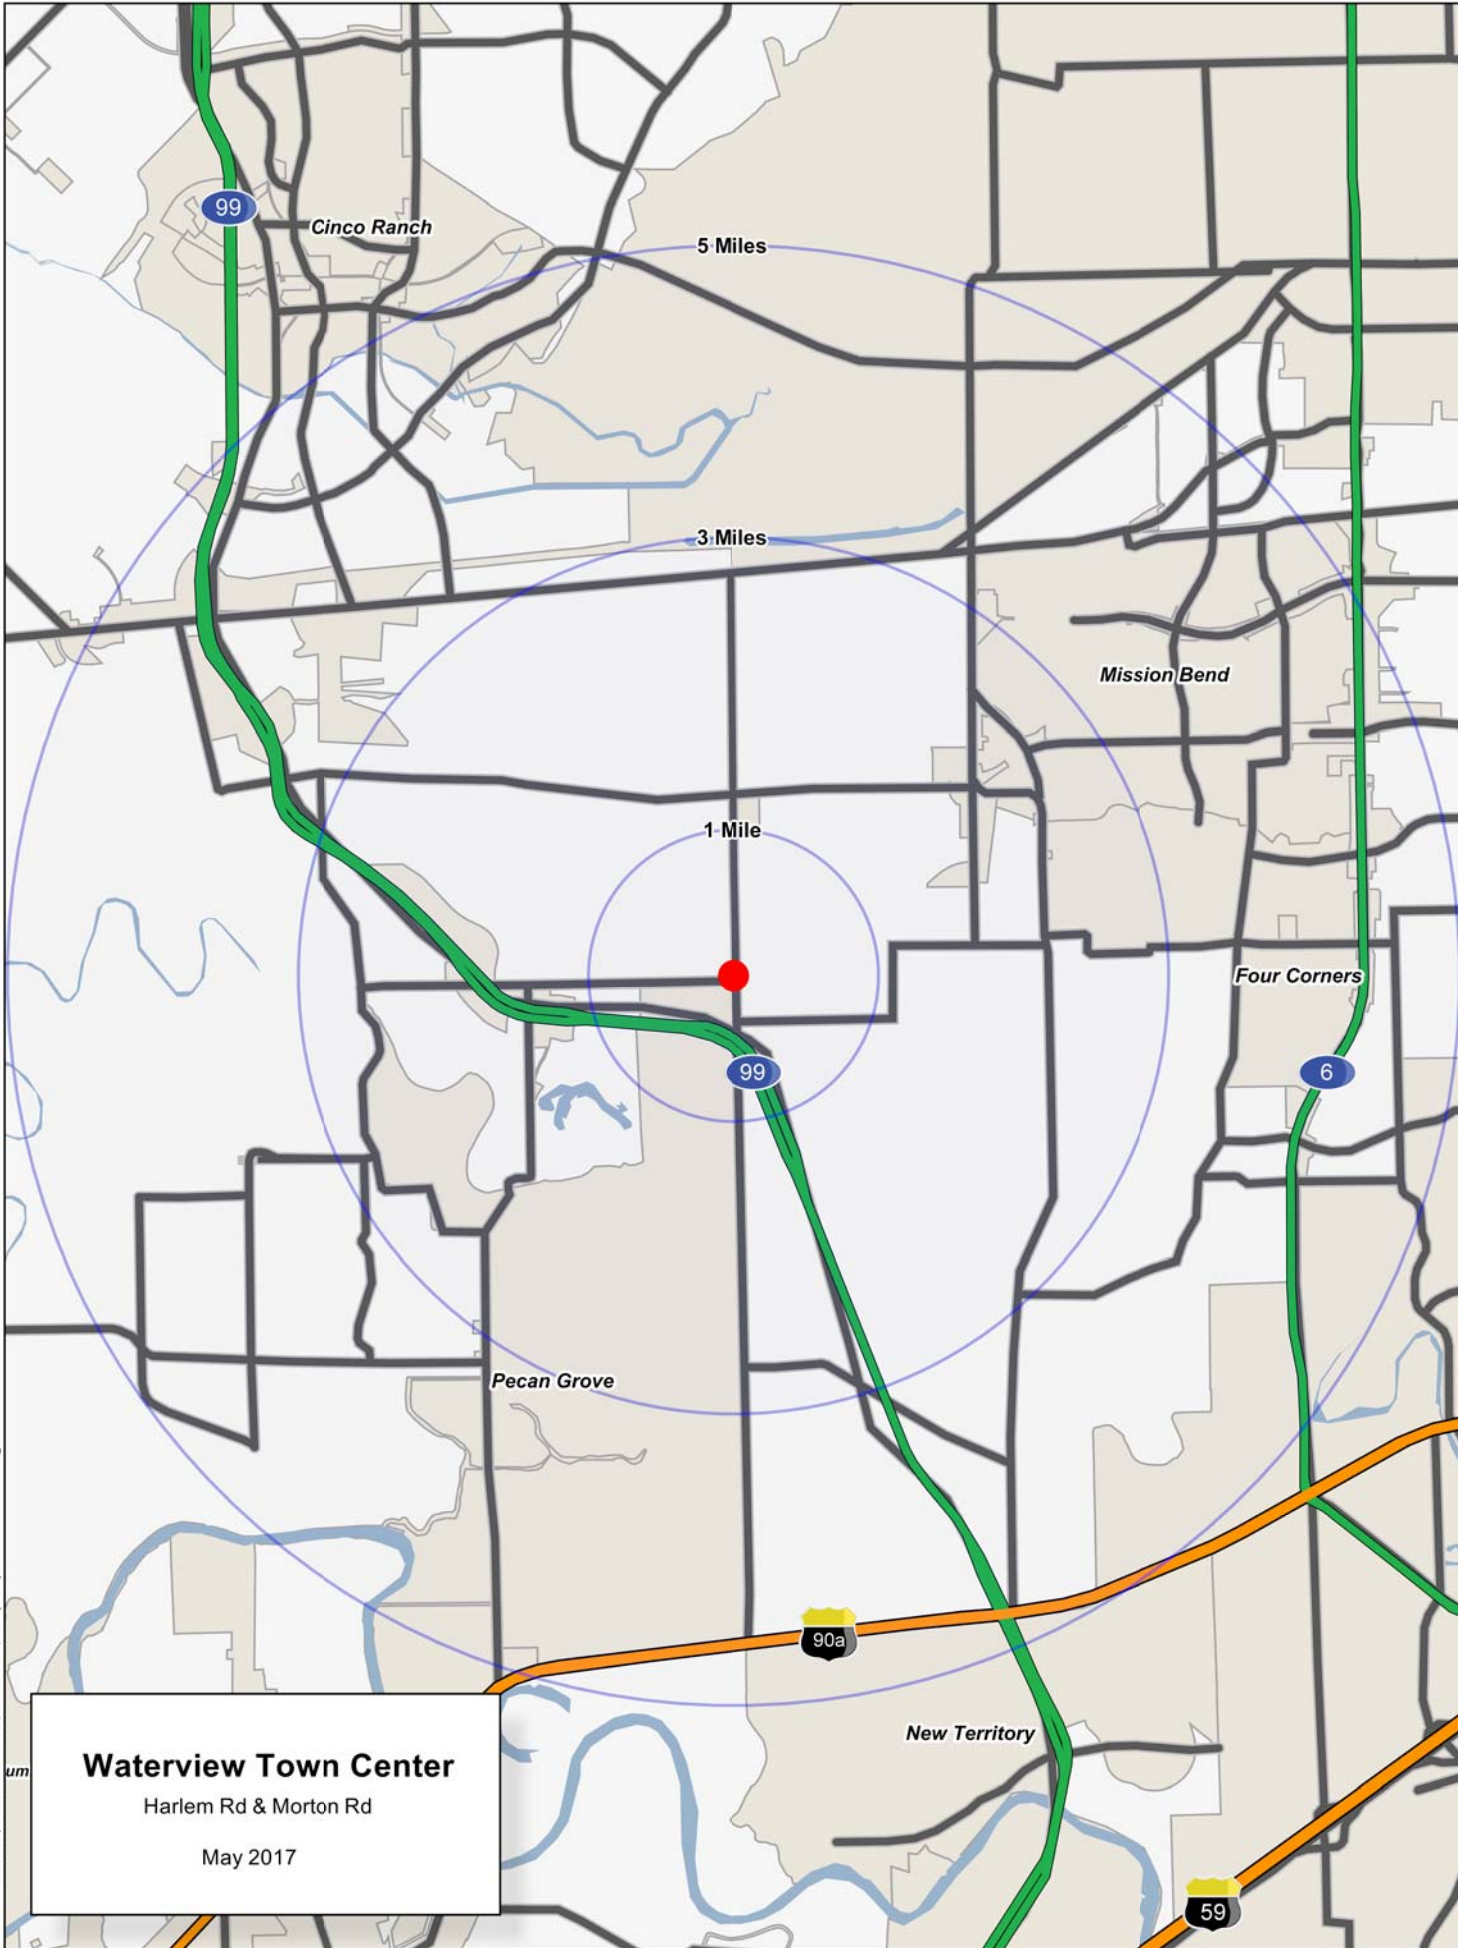 99
Cinco Ranch
5 Miles
3 Miles
Mission Bend
1 Mile
Four Corners
99
6
Pecan Grove
90a
New Territory
um
Waterview Town Center
Harlem Rd & Morton Rd
May 2017
59